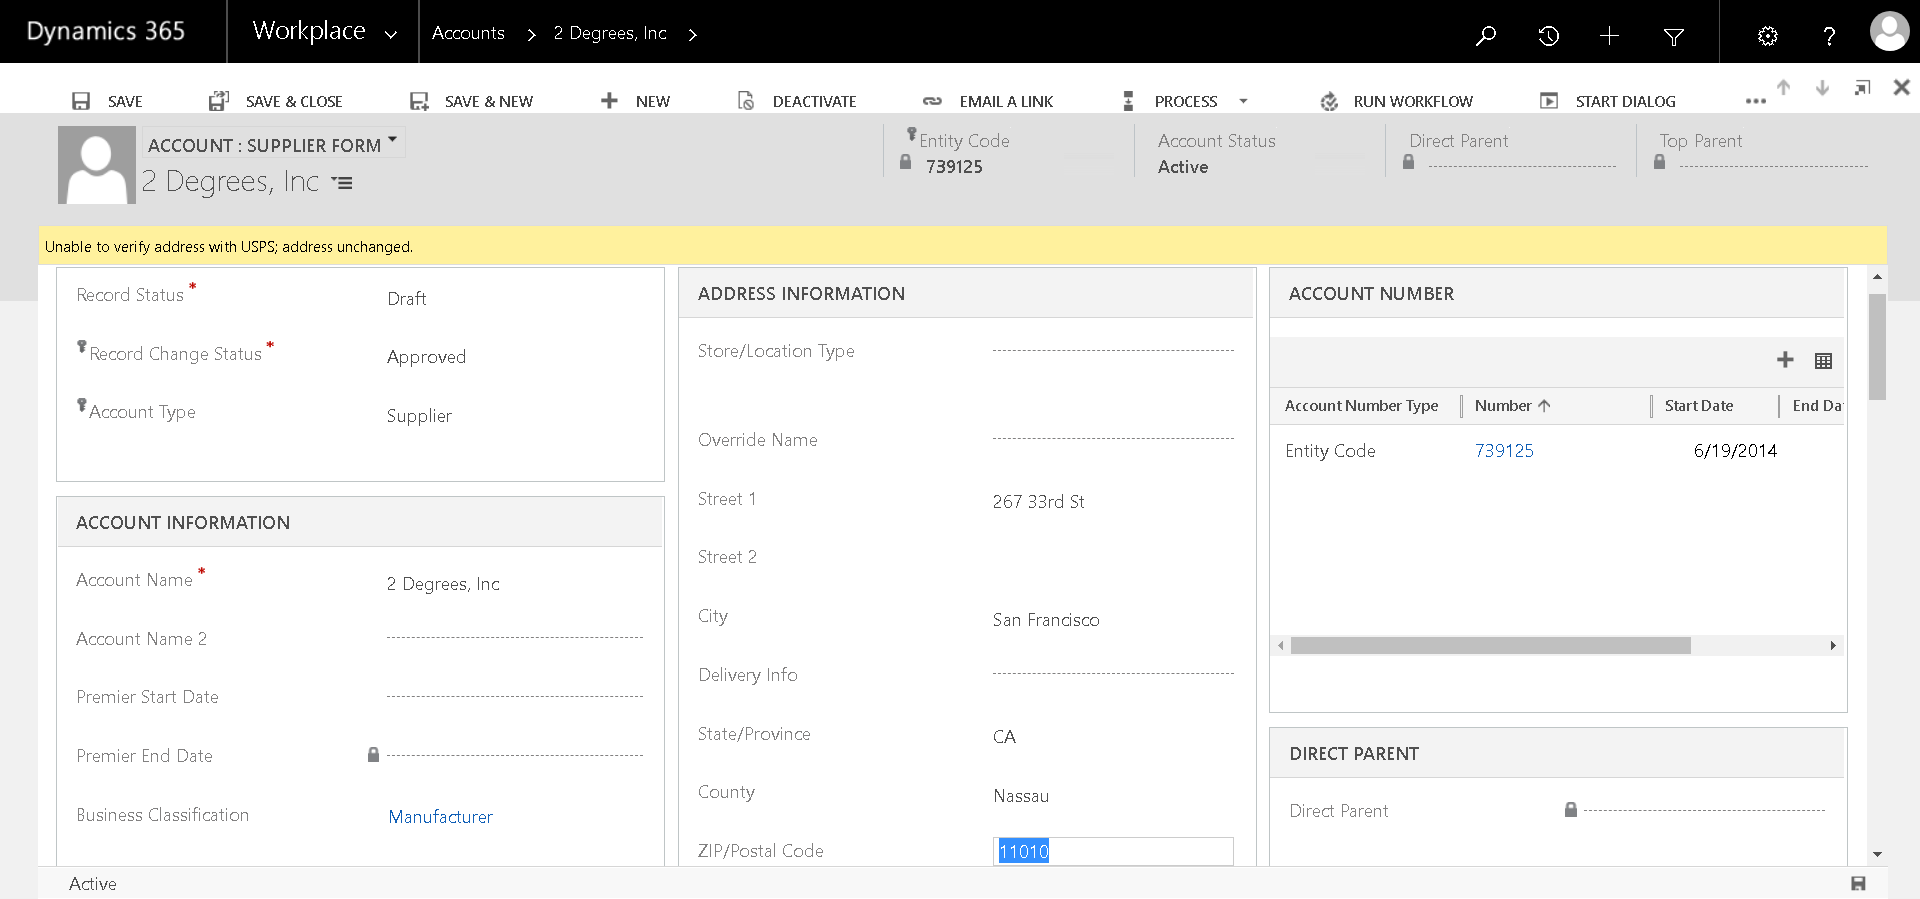 Dynamics 365
Workplace
Accounts
2 Degrees, Inc
SAVE
SAVE & CLOSE
SAVE & NEW
NEW
DEACTIVATE
EMAIL A LINK
PROCESS
RUN WORKFLOW
START DIALOG
ACCOUNT : SUPPLIER FORM
2 Degrees, Inc
Entity Code
739125
Account Status
Active
Direct Parent
Top Parent
Unable to verify address with USPS; address unchanged.
Record Status *
Draft
Record Change Status *
Approved
Account Type
Supplier
ACCOUNT INFORMATION
Account Name *
2 Degrees, Inc
Account Name 2
Premier Start Date
Premier End Date
Business Classification
Manufacturer
ADDRESS INFORMATION
Store/Location Type
Override Name
Street 1
267 33rd St
Street 2
City
San Francisco
Delivery Info
State/Province
CA
County
Nassau
ZIP/Postal Code
11010
ACCOUNT NUMBER
Account Number Type
Number
Start Date
End Da
Entity Code
739125
6/19/2014
DIRECT PARENT
Direct Parent
Active